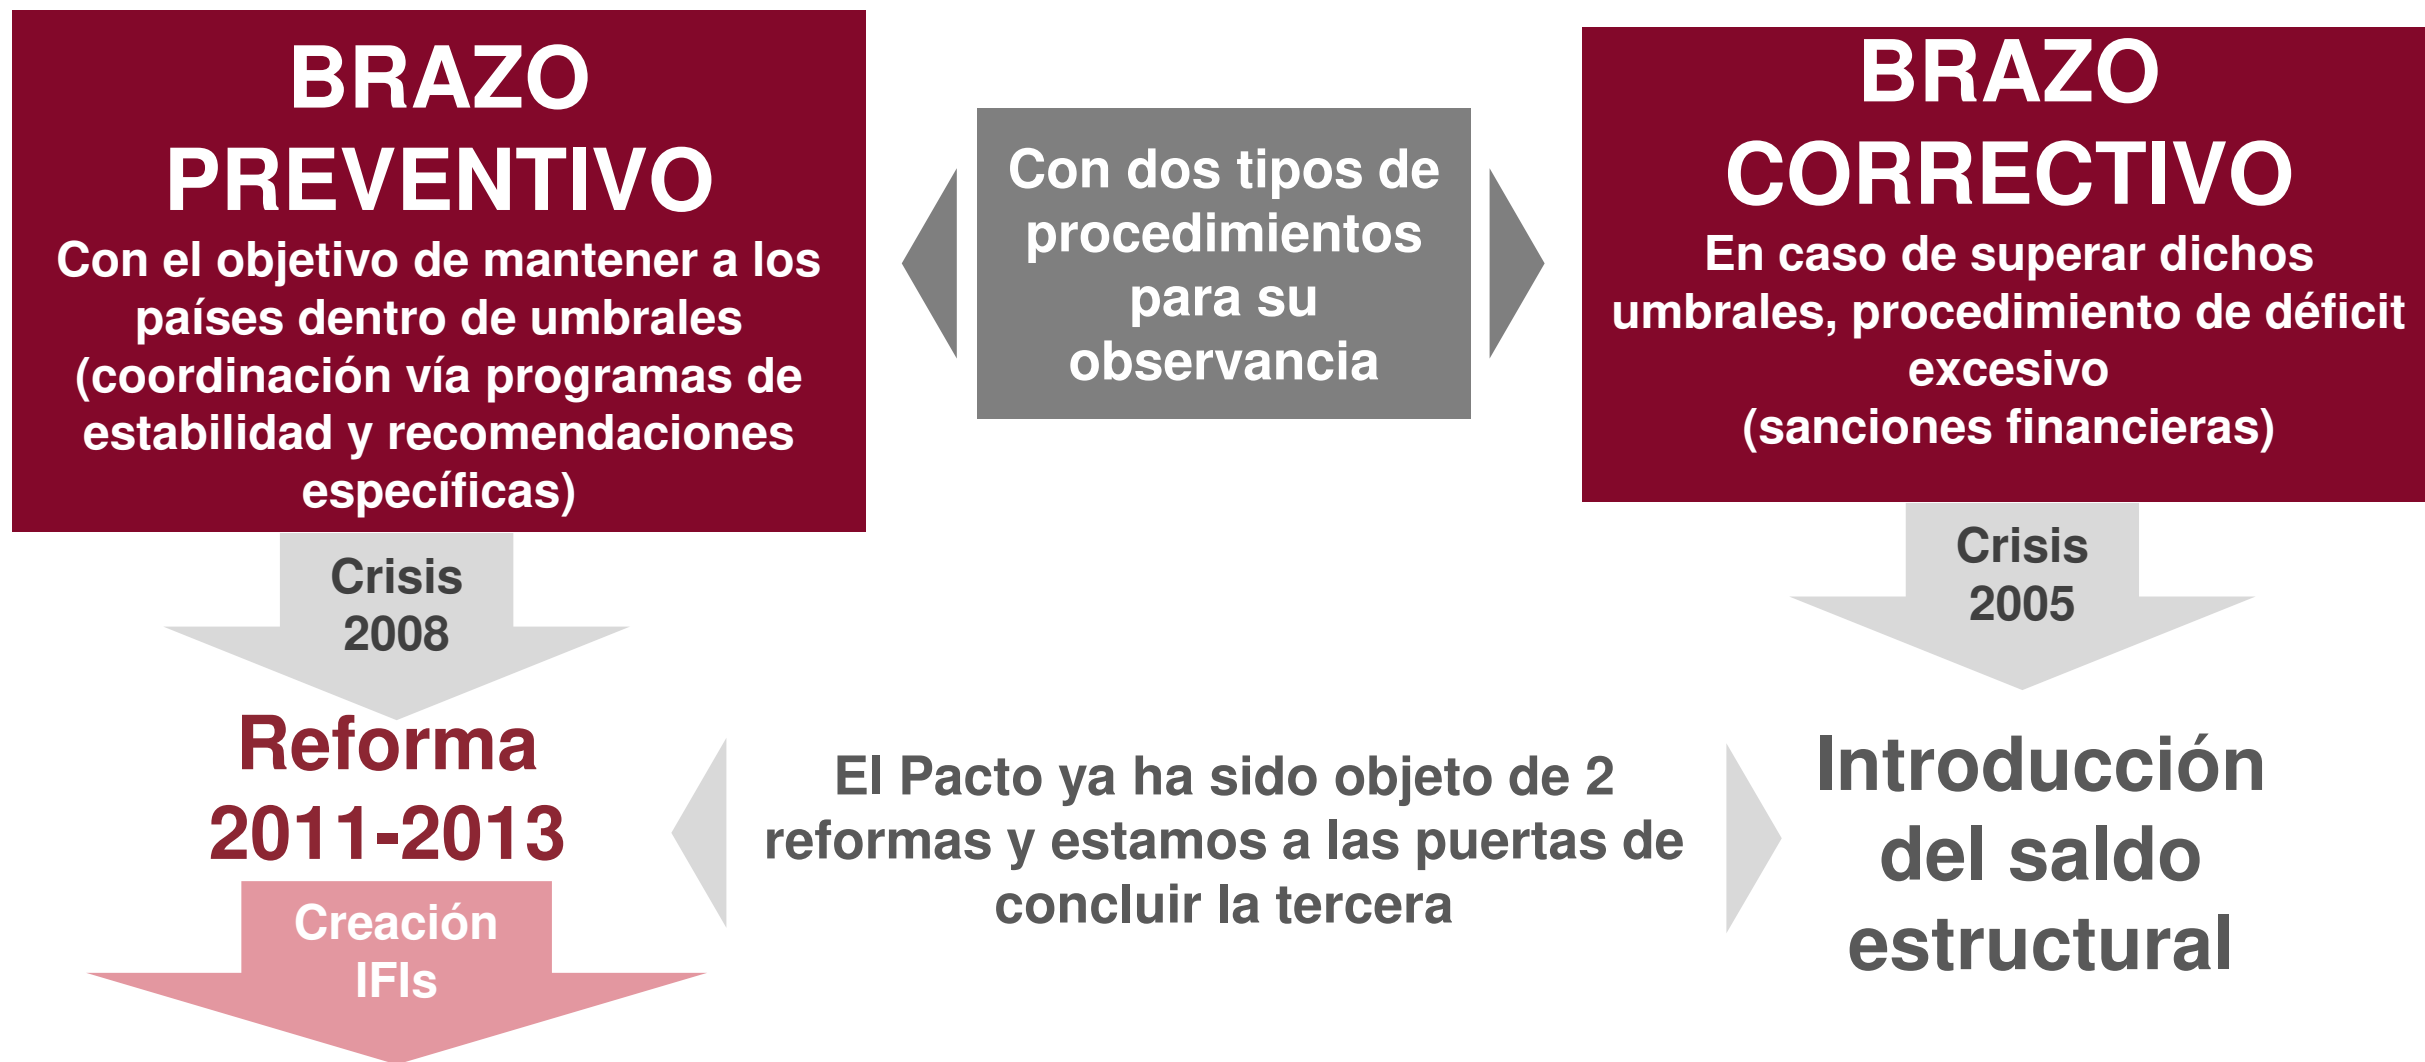 BRAZO
PREVENTIVO
Con el objetivo de mantener a los
países dentro de umbrales
(coordinación vía programas de
estabilidad y recomendaciones
específicas)
Con dos tipos de
procedimientos
para su
observancia
BRAZO
CORRECTIVO
En caso de superar dichos
umbrales, procedimiento de déficit
excesivo
(sanciones financieras)
Crisis
2008
Crisis
2005
Reforma
2011-2013
El Pacto ya ha sido objeto de 2
reformas y estamos a las puertas de
concluir la tercera
Introducción
del saldo
estructural
Creación
IFIs